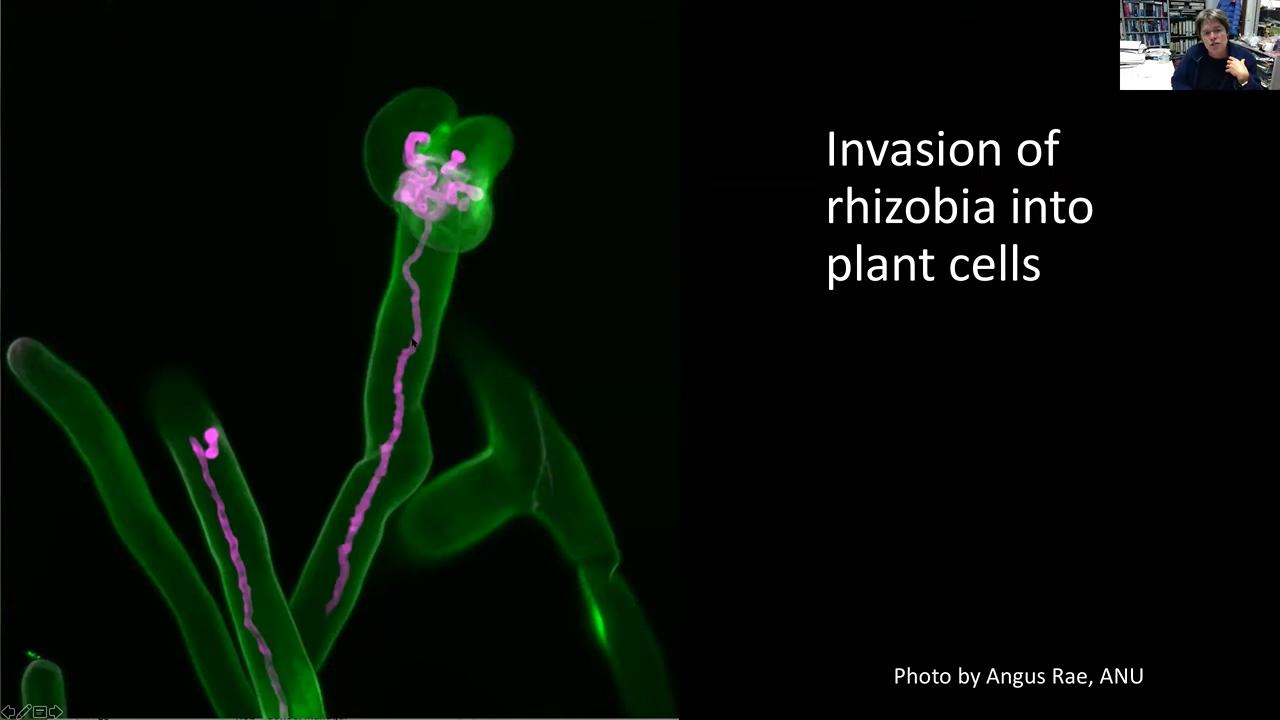 Invasion of
rhizobia into
plant cells
Photo by Angus Rae, ANU